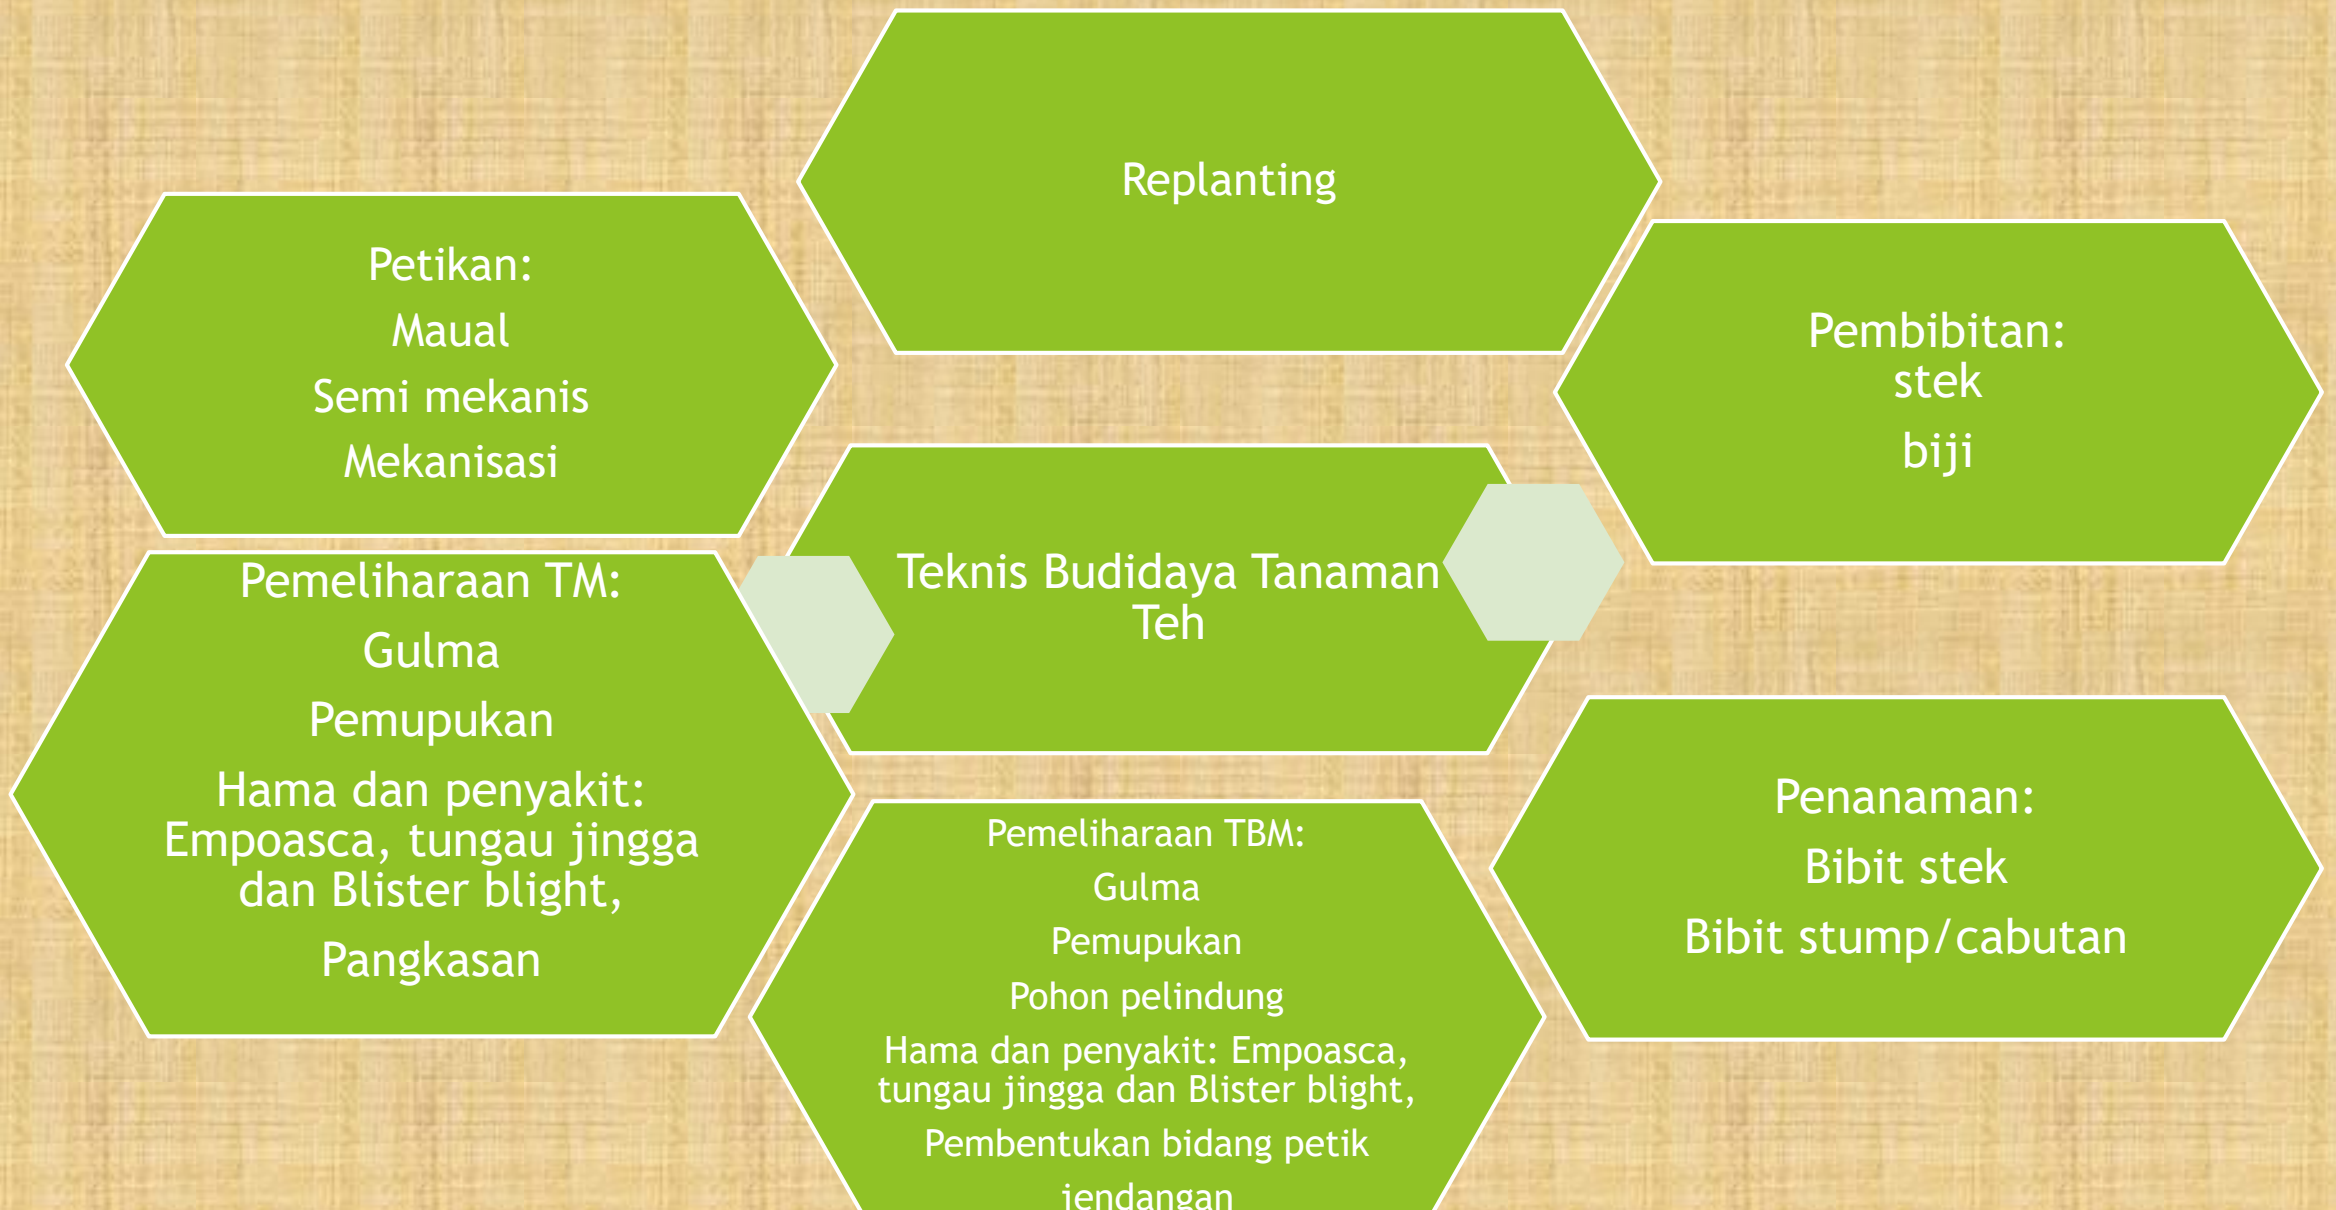 Replanting
Petikan:
Maual
Semi mekanis
Mekanisasi
Pembibitan:
stek
biji
Teknis Budidaya Tanaman
Teh
Pemeliharaan TM:
Gulma
Pemupukan
Hama dan penyakit:
Empoasca, tungau jingga
dan Blister blight,
Pangkasan
Penanaman:
Bibit stek
Bibit stump/cabutan
Pemeliharaan TBM:
Gulma
Pemupukan
Pohon pelindung
Hama dan penyakit: Empoasca,
tungau jingga dan Blister blight,
Pembentukan bidang petik
jendangan